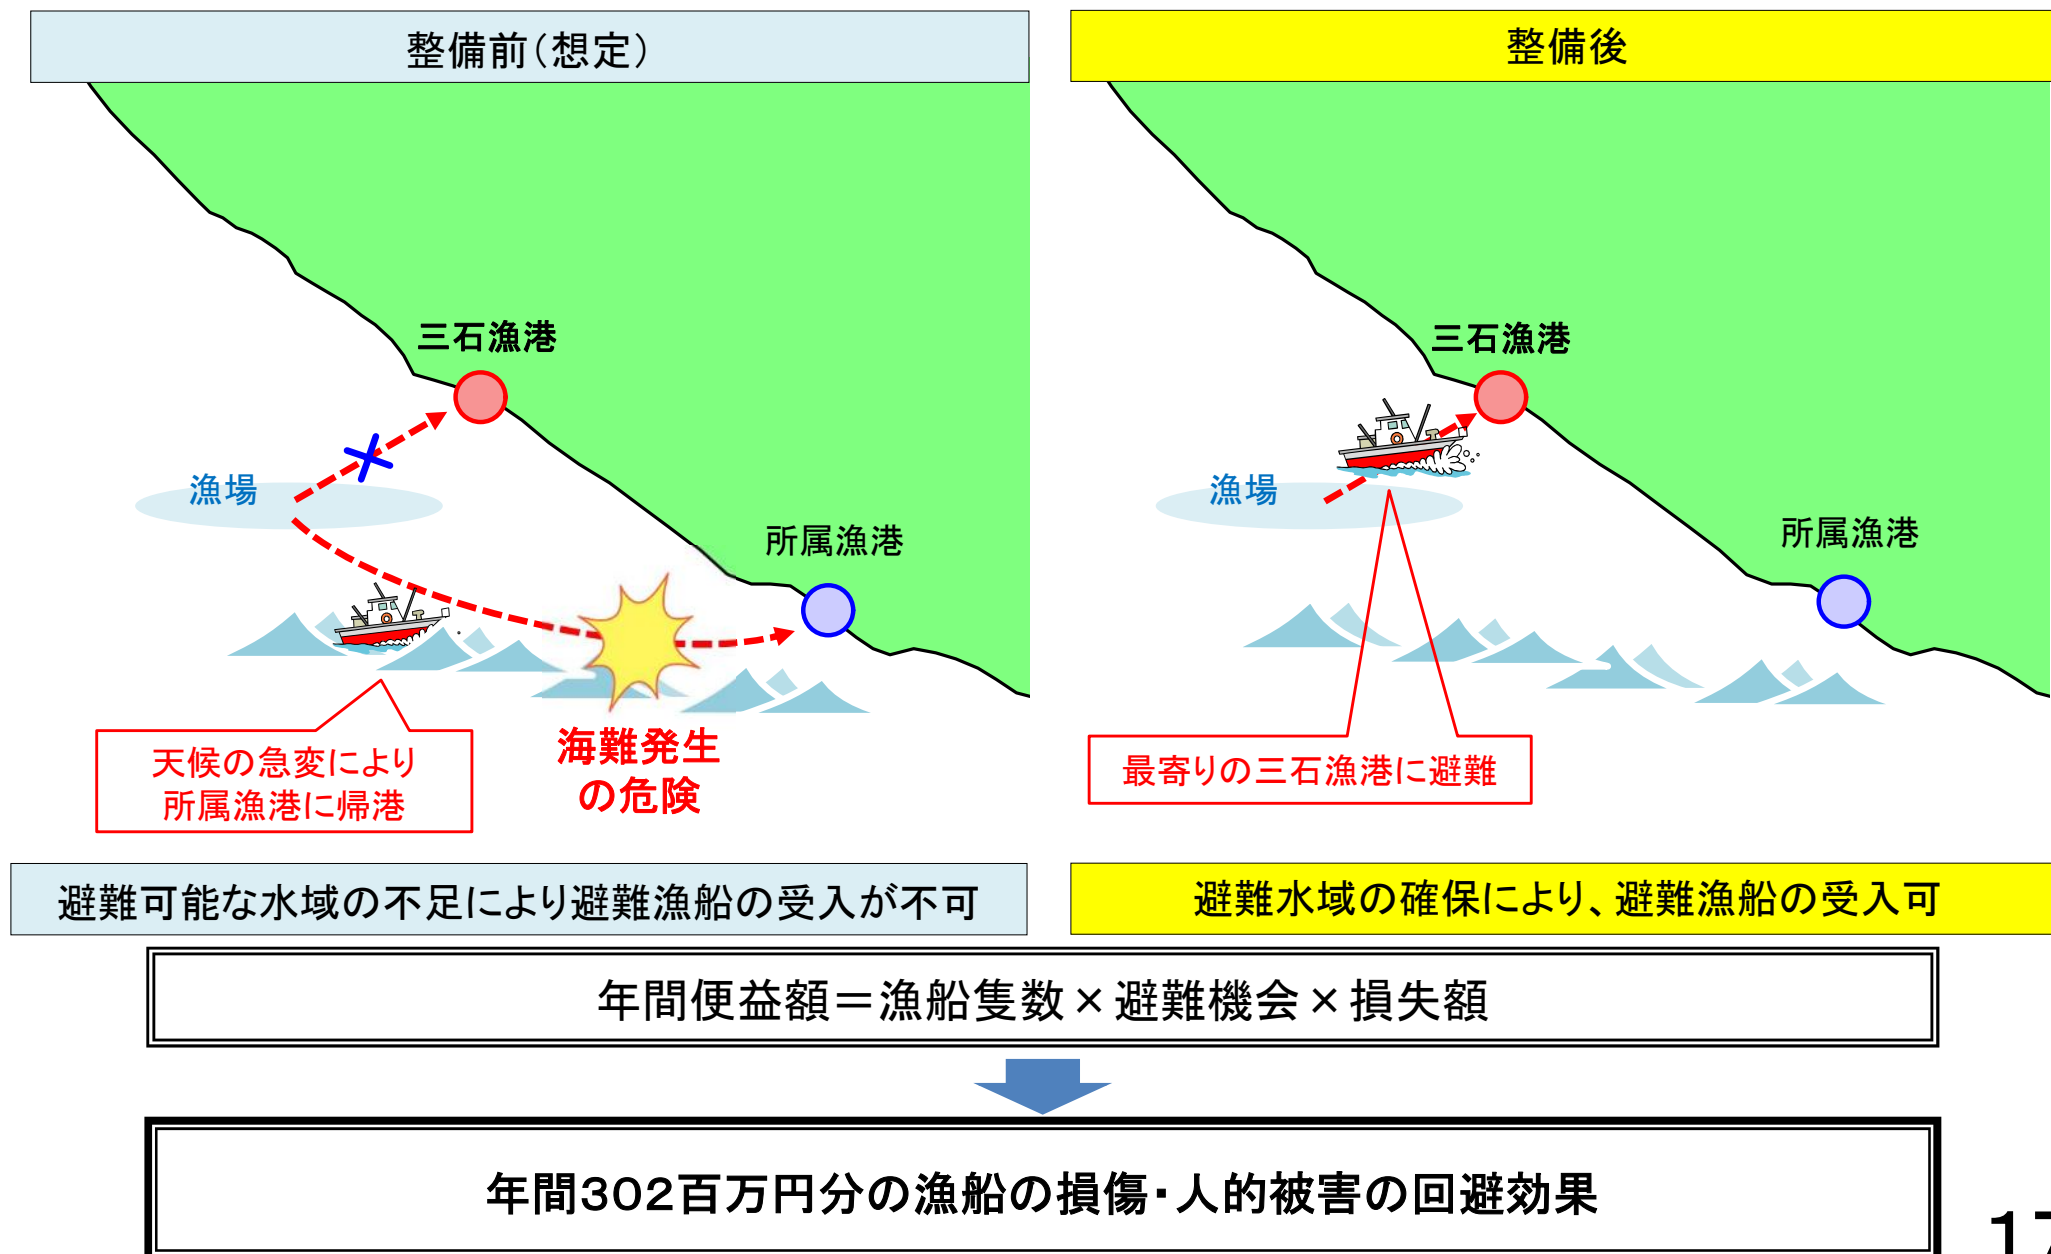 整備前(想定)
三石漁港
漁場
所属漁港
天候の急変により
所属漁港に帰港
海難発生
の危険
避難可能な水域の不足により避難漁船の受入が不可
整備後
三石漁港
漁場
所属漁港
最寄りの三石漁港に避難
避難水域の確保により、避難漁船の受入可
年間便益額=漁船隻数×避難機会×損失額
年間302百万円分の漁船の損傷・人的被害の回避効果
17